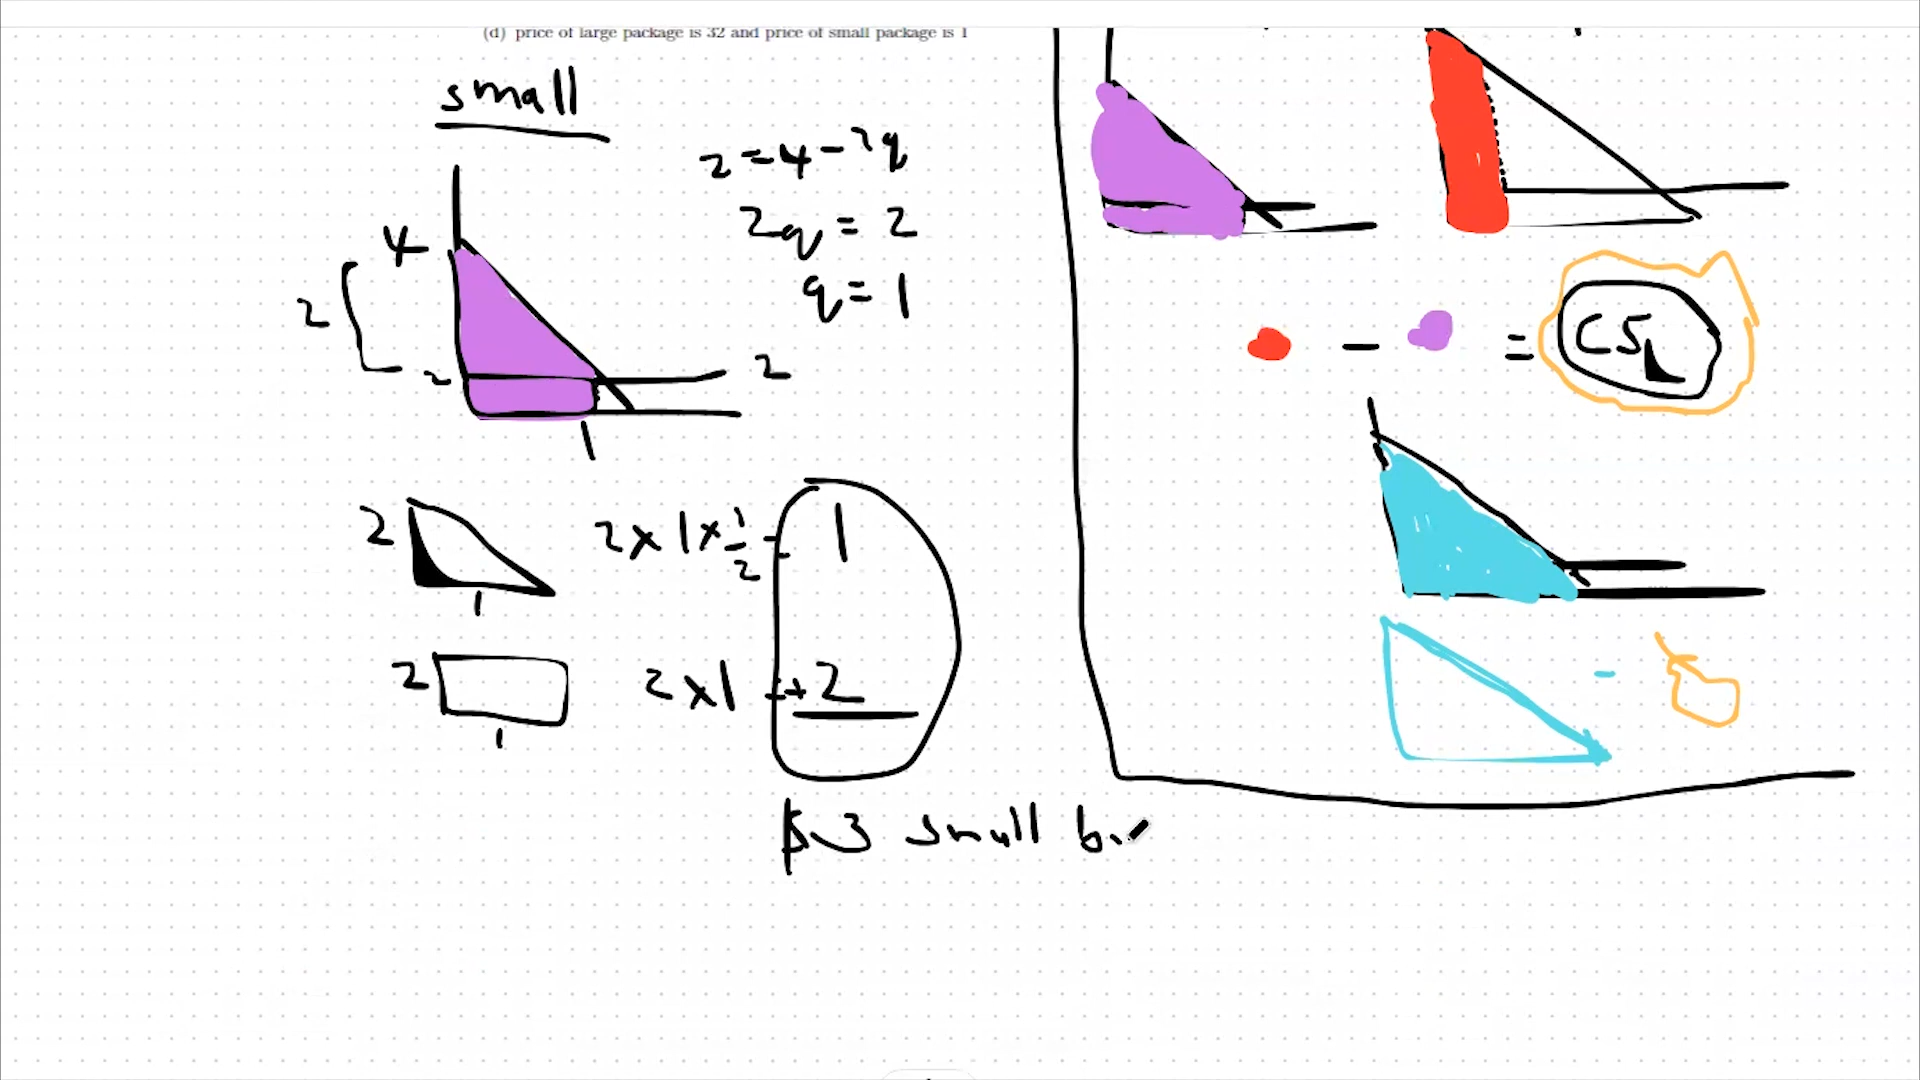 (d) price of large package is 32 and price of small package is 1
small
2 = 4 - 2q
2q = 2
q = 1
4
2
2
2
1
2
1
2 x 1 x 1/2 = 1
2
1
2 x 1 = + 2
$3 small
- = CSL
-